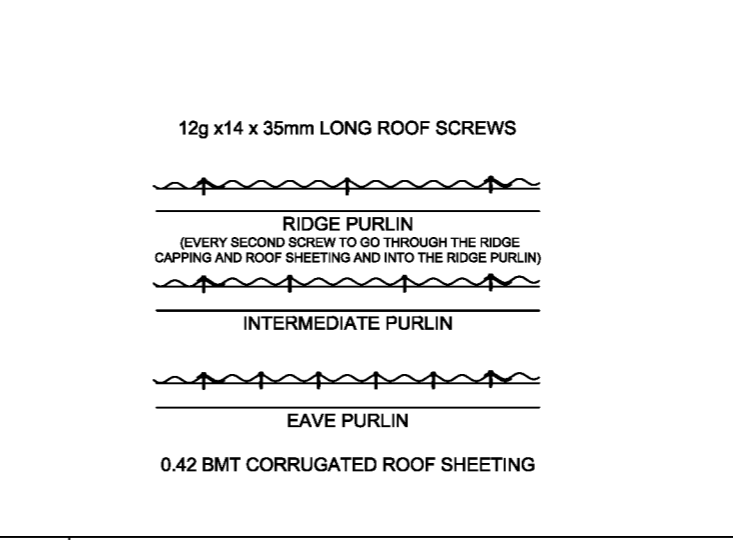 12g x14 x 35mm LONG ROOF SCREWS
RIDGE PURLIN
(EVERY SECOND SCREW TO GO THROUGH THE RIDGE
CAPPING AND ROOF SHEETING AND INTO THE RIDGE PURLIN)
INTERMEDIATE PURLIN
EAVE PURLIN
0.42 BMT CORRUGATED ROOF SHEETING